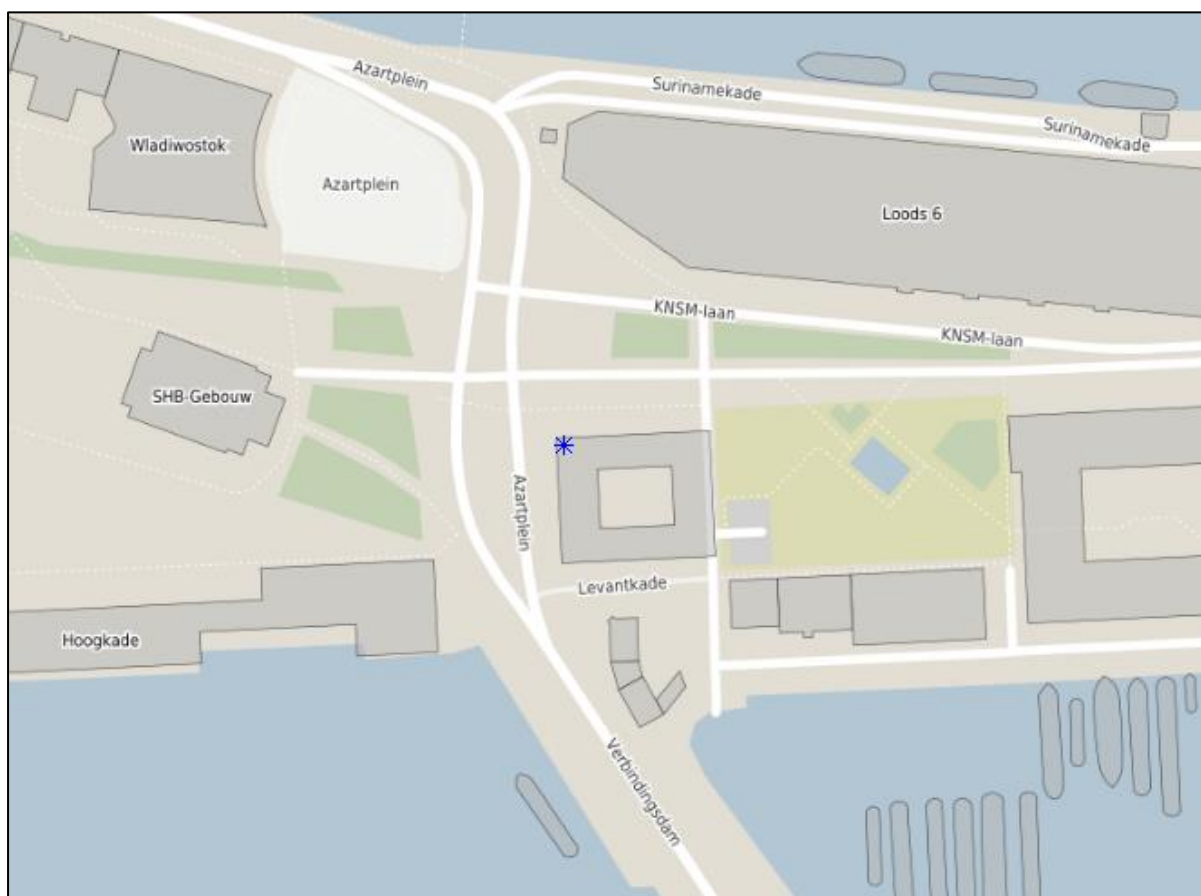 Azartplein
Surinamekade
Surinamekade
Wladiwostok
Azartplein
Loods 6
KNSM-laan
KNSM-laan
SHB-Gebouw
Azartplein
Levantkade
Hoogkade
Verbindingsdam